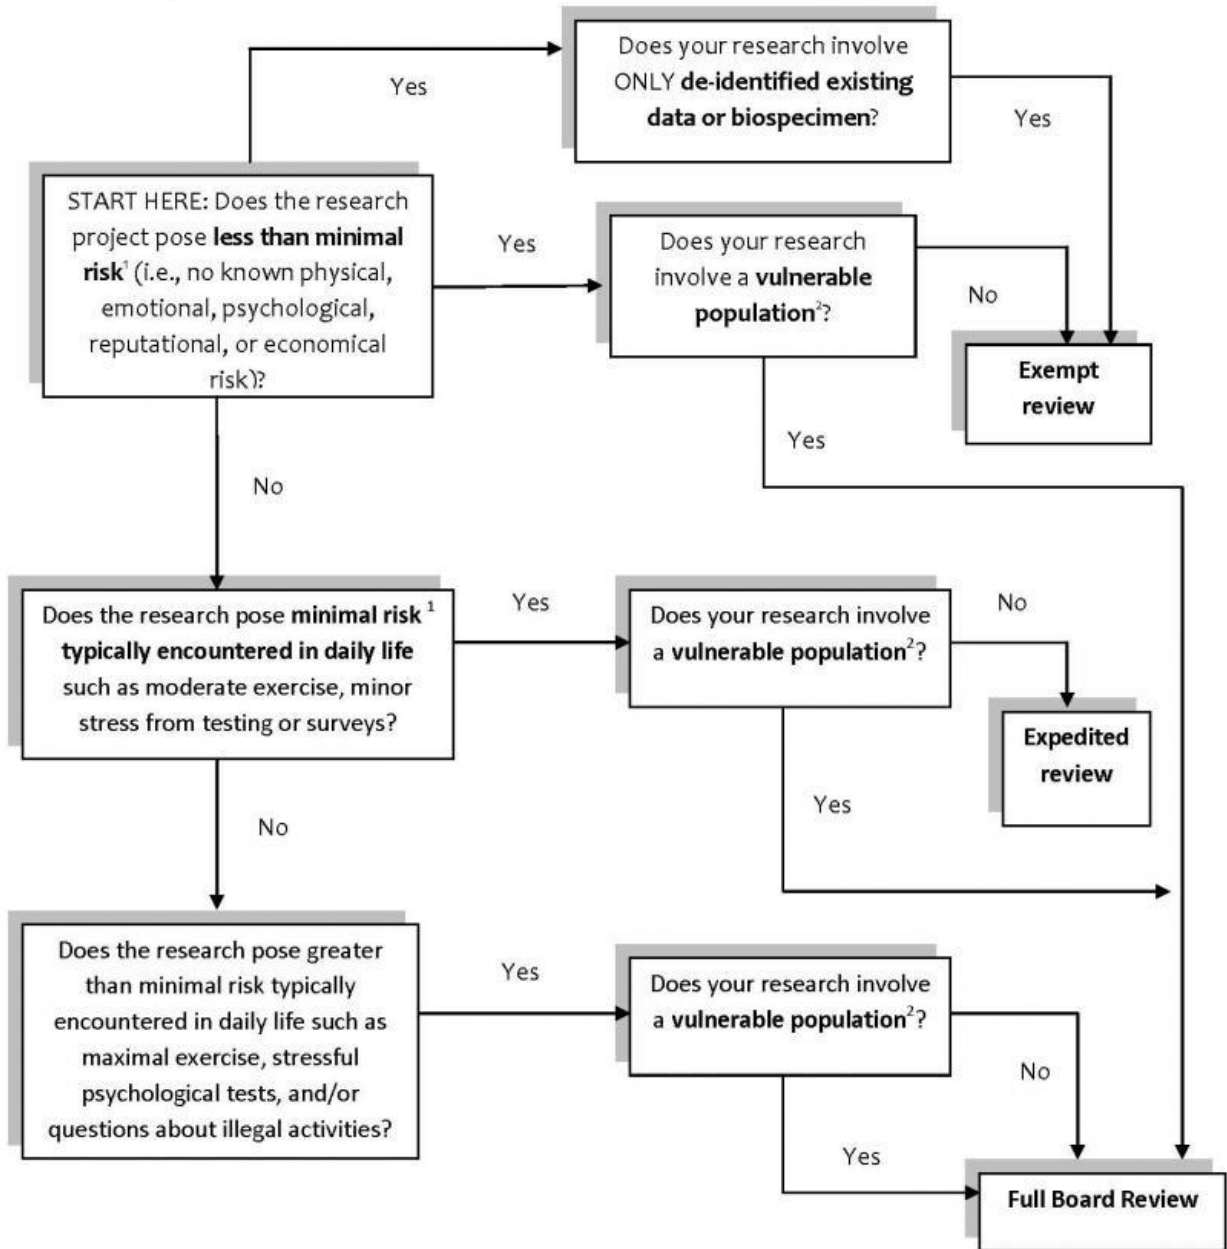 Does your research involve
ONLY de-identified existing
data or biospecimen?
Yes
Yes
START HERE: Does the research
project pose less than minimal
risk¹ (i.e., no known physical,
emotional, psychological,
reputational, or economical
risk)?
Yes
Does your research
involve a vulnerable
population²?
No
Exempt
review
Yes
No
Does the research pose minimal risk ¹
typically encountered in daily life
such as moderate exercise, minor
stress from testing or surveys?
Yes
Does your research involve
a vulnerable population²?
No
Expedited
review
Yes
No
Does the research pose greater
than minimal risk typically
encountered in daily life such as
maximal exercise, stressful
psychological tests, and/or
questions about illegal activities?
Yes
Does your research involve
a vulnerable population²?
No
Yes
Full Board Review